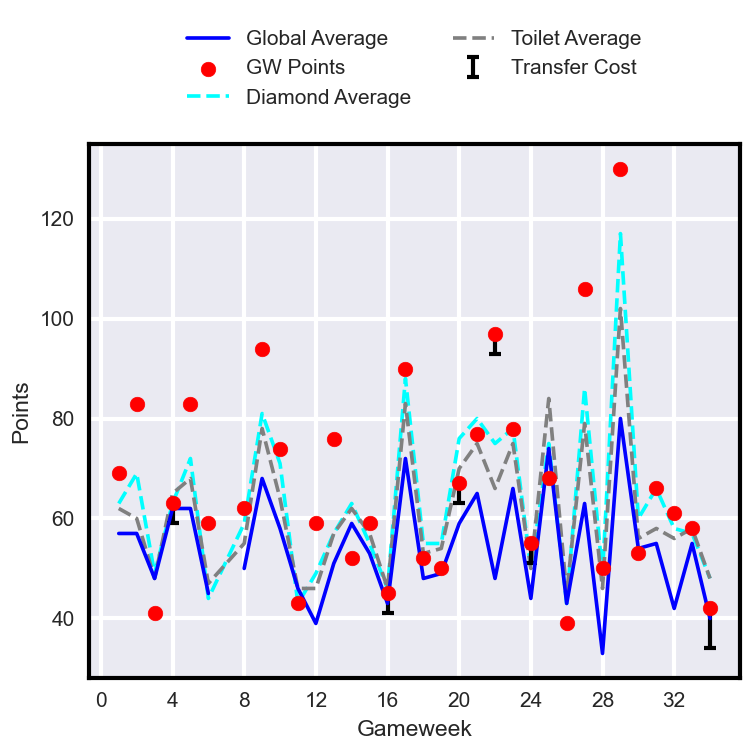 Global Average
GW Points
Diamond Average
Toilet Average
Transfer Cost
Points
120
100
80
60
40
0 4 8 12 16 20 24 28 32
Gameweek